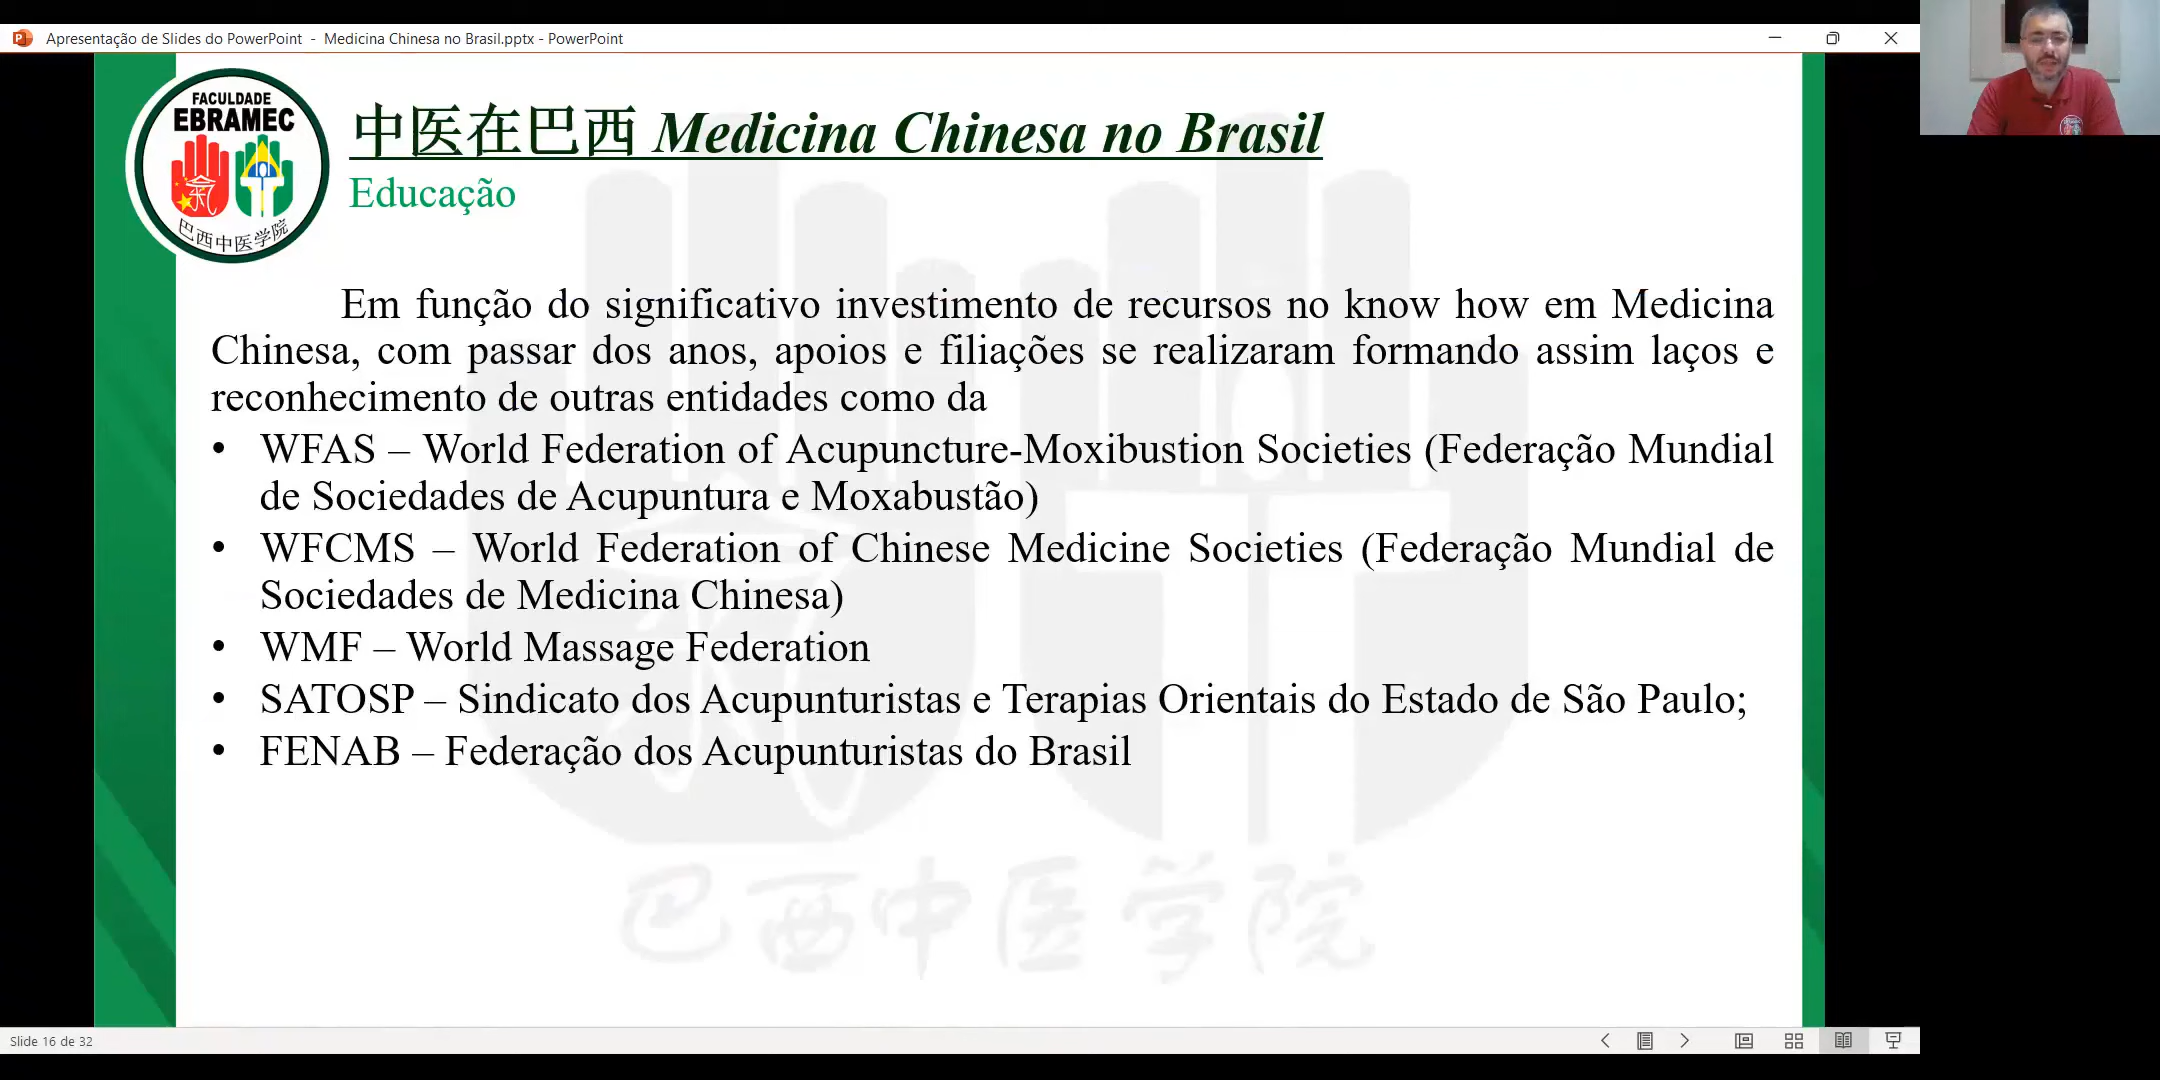 Apresentação de Slides do PowerPoint - Medicina Chinesa no Brasil.pptx - PowerPoint
FACULDADE
EBRAMEC
巴西中医学院
中医在巴西 Medicina Chinesa no Brasil
Educação
Em função do significativo investimento de recursos no know how em Medicina
Chinesa, com passar dos anos, apoios e filiações se realizaram formando assim laços e
reconhecimento de outras entidades como da
• WFAS – World Federation of Acupuncture-Moxibustion Societies (Federação Mundial
de Sociedades de Acupuntura e Moxabustão)
• WFCMS – World Federation of Chinese Medicine Societies (Federação Mundial de
Sociedades de Medicina Chinesa)
• WMF – World Massage Federation
• SATOSP – Sindicato dos Acupunturistas e Terapias Orientais do Estado de São Paulo;
• FENAB – Federação dos Acupunturistas do Brasil
巴西中医学院
Slide 16 de 32